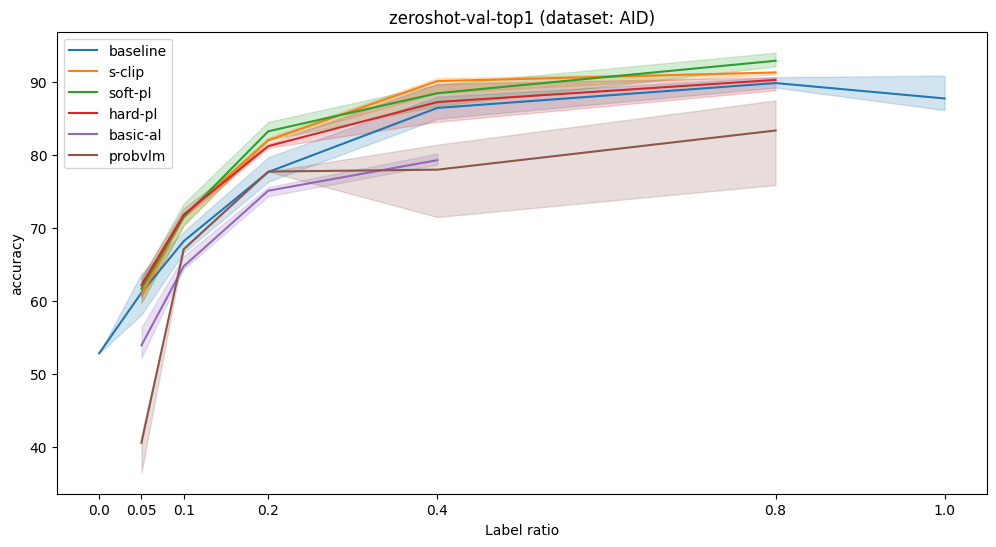 zeroshot-val-top1 (dataset: AID)
baseline
s-clip
soft-pl
hard-pl
basic-al
probvlm
accuracy
90
80
70
60
50
40
0.0 0.05 0.1 0.2 0.4 0.8 1.0
Label ratio